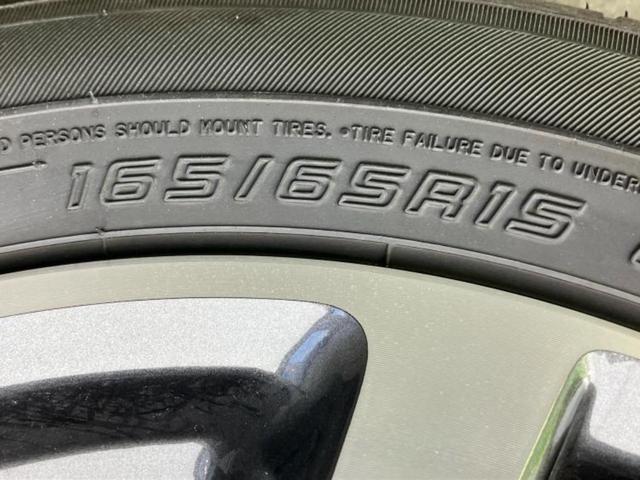 D PERSONS SHOULD MOUNT TIRES. •TIRE FAILURE DUE TO UNDER
165/65R15